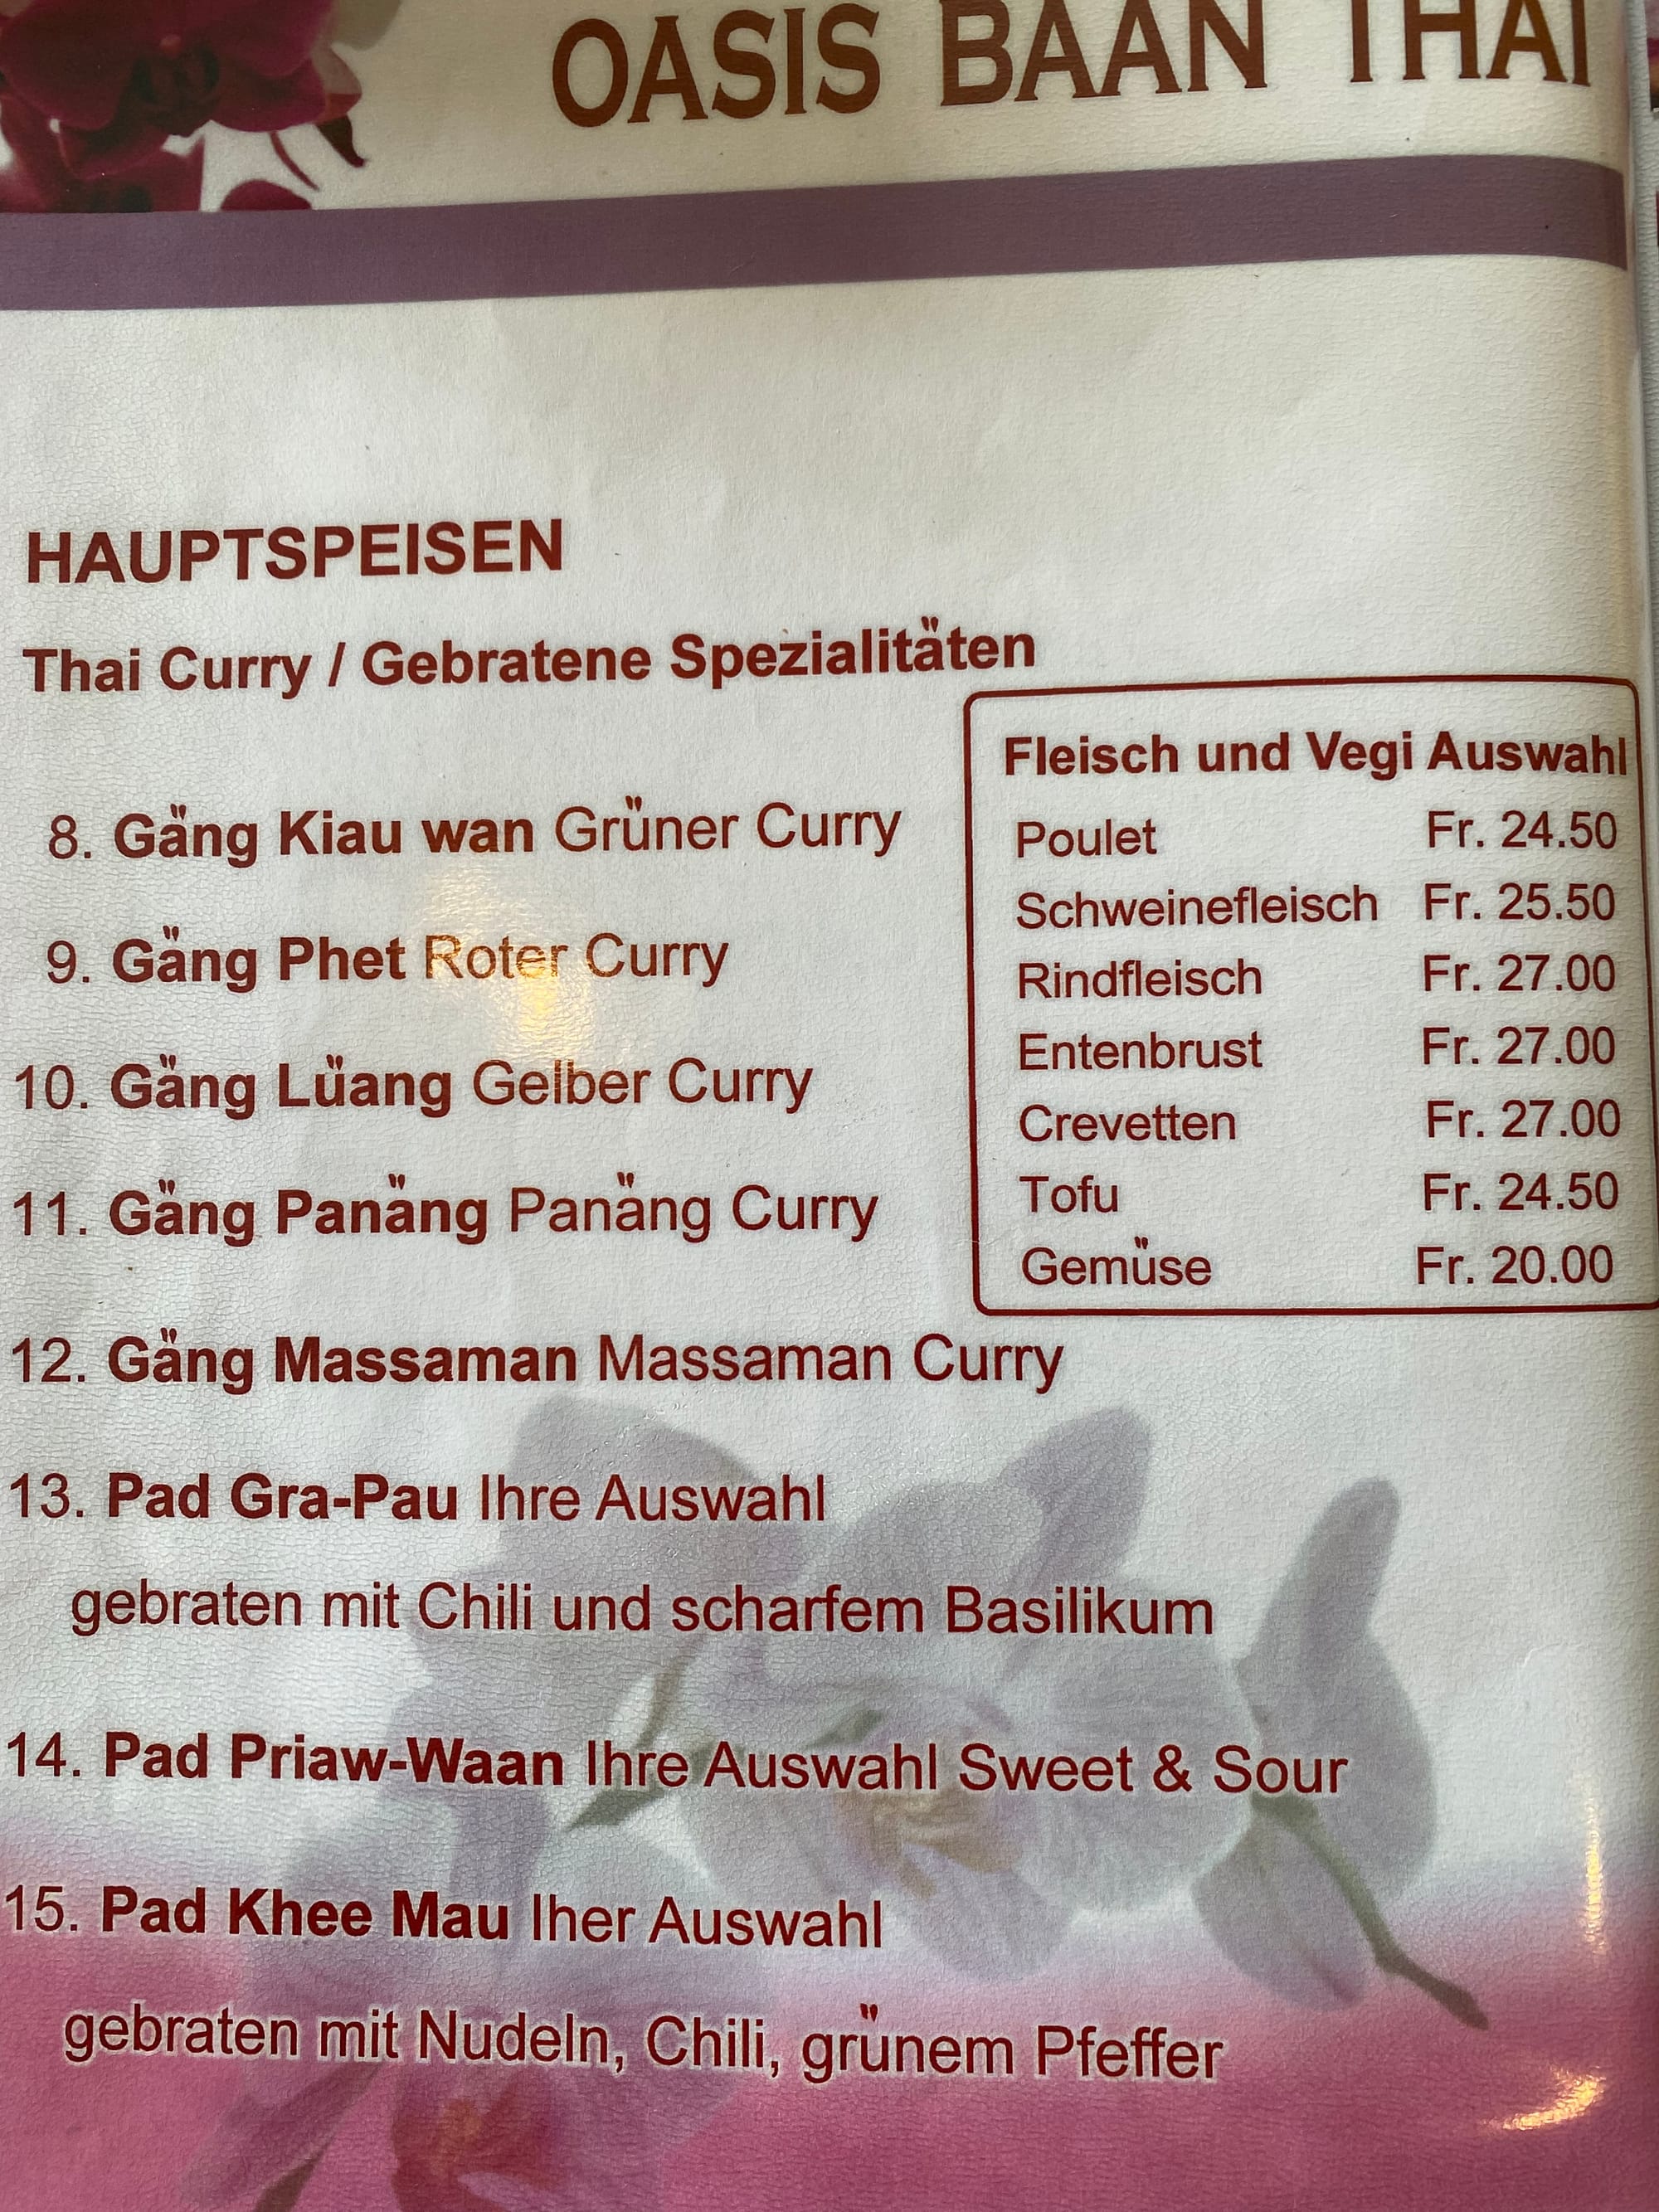 OASIS BAAN THAI
HAUPTSPEISEN
Thai Curry / Gebratene Spezialitäten
8. Gäng Kiau wan Grüner Curry
9. Gäng Phet Roter Curry
10. Gäng Lüang Gelber Curry
11. Gäng Panäng Panäng Curry
12. Gäng Massaman Massaman Curry
13. Pad Gra-Pau Ihre Auswahl
gebraten mit Chili und scharfem Basilikum
14. Pad Priaw-Waan Ihre Auswahl Sweet & Sour
15. Pad Khee Mau Iher Auswahl
gebraten mit Nudeln, Chili, grünem Pfeffer
Fleisch und Vegi Auswahl
Poulet Fr. 24.50
Schweinefleisch Fr. 25.50
Rindfleisch Fr. 27.00
Entenbrust Fr. 27.00
Crevetten Fr. 27.00
Tofu Fr. 24.50
Gemüse Fr. 20.00